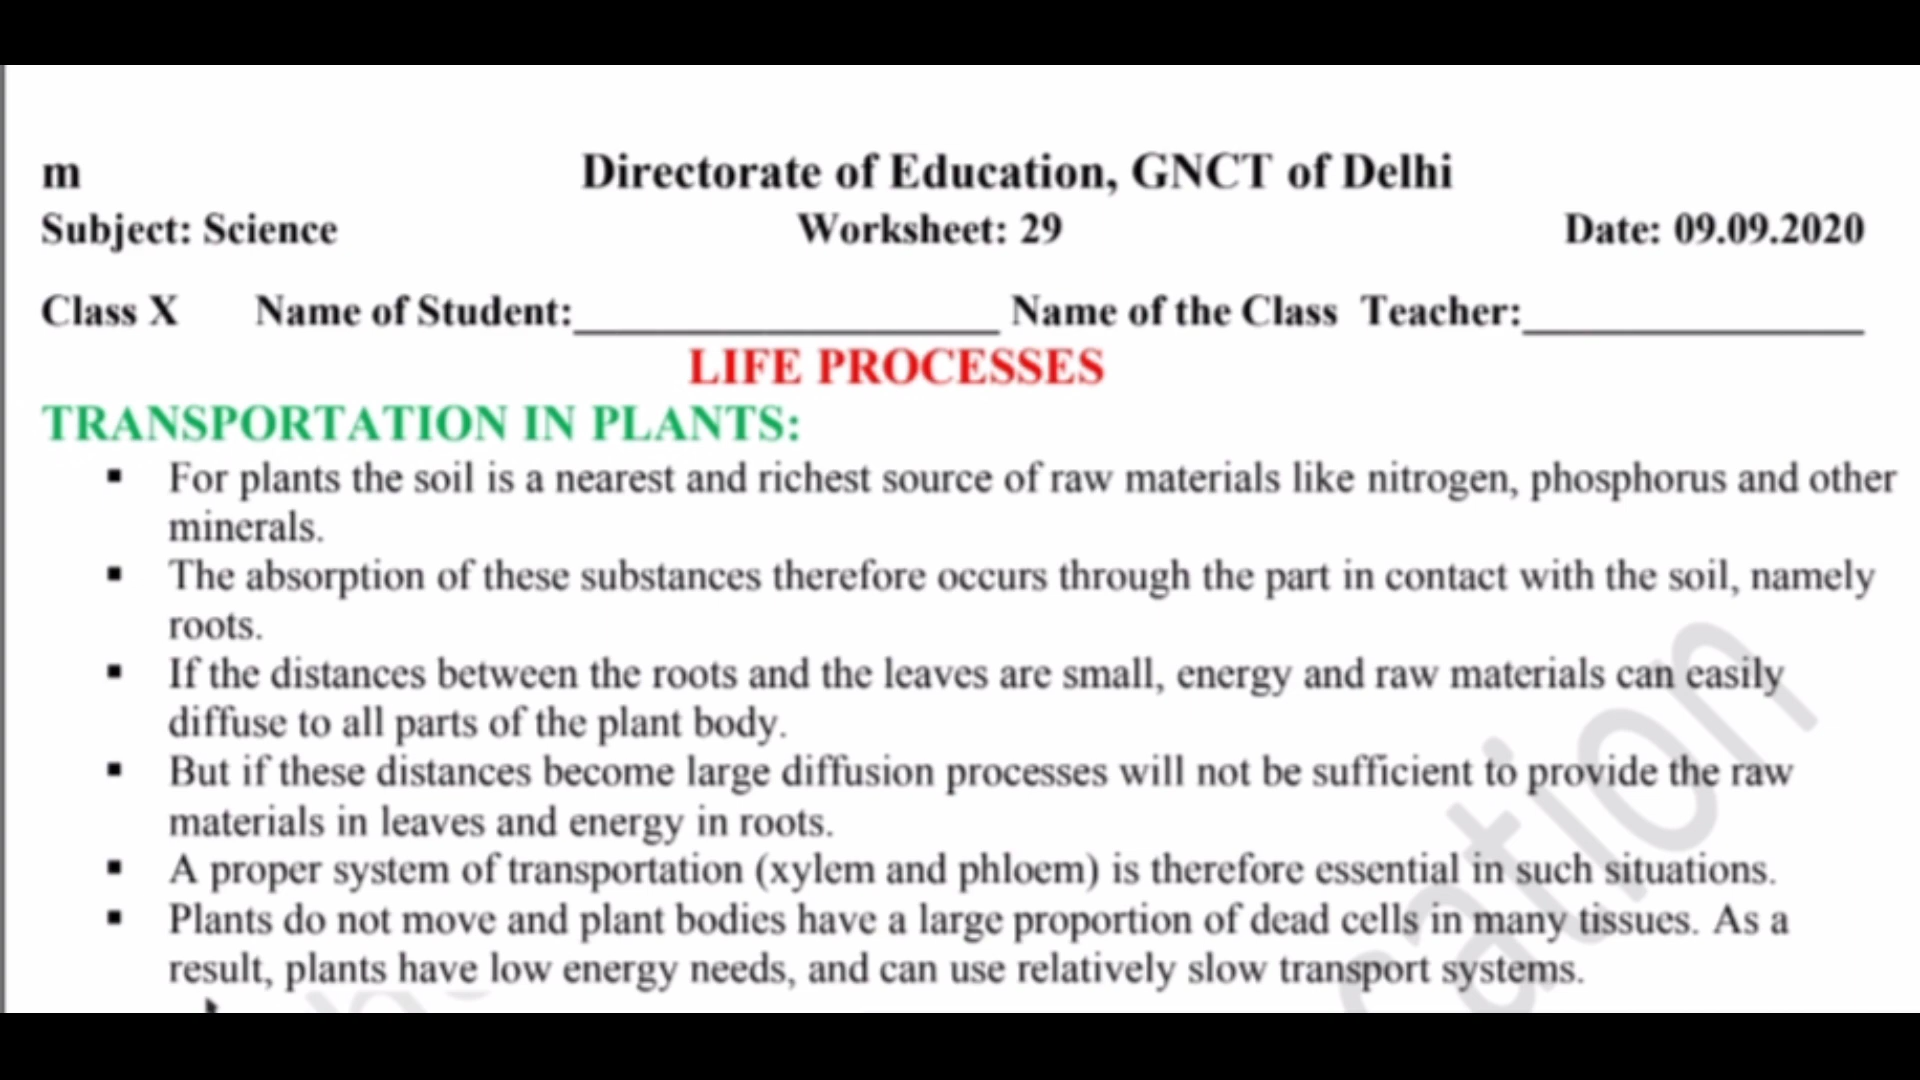 m Directorate of Education, GNCT of Delhi
Subject: Science Worksheet: 29 Date: 09.09.2020
Class X Name of Student:____________________ Name of the Class Teacher:________________
LIFE PROCESSES
TRANSPORTATION IN PLANTS:
▪ For plants the soil is a nearest and richest source of raw materials like nitrogen, phosphorus and other
minerals.
▪ The absorption of these substances therefore occurs through the part in contact with the soil, namely
roots.
▪ If the distances between the roots and the leaves are small, energy and raw materials can easily
diffuse to all parts of the plant body.
▪ But if these distances become large diffusion processes will not be sufficient to provide the raw
materials in leaves and energy in roots.
▪ A proper system of transportation (xylem and phloem) is therefore essential in such situations.
▪ Plants do not move and plant bodies have a large proportion of dead cells in many tissues. As a
result, plants have low energy needs, and can use relatively slow transport systems.